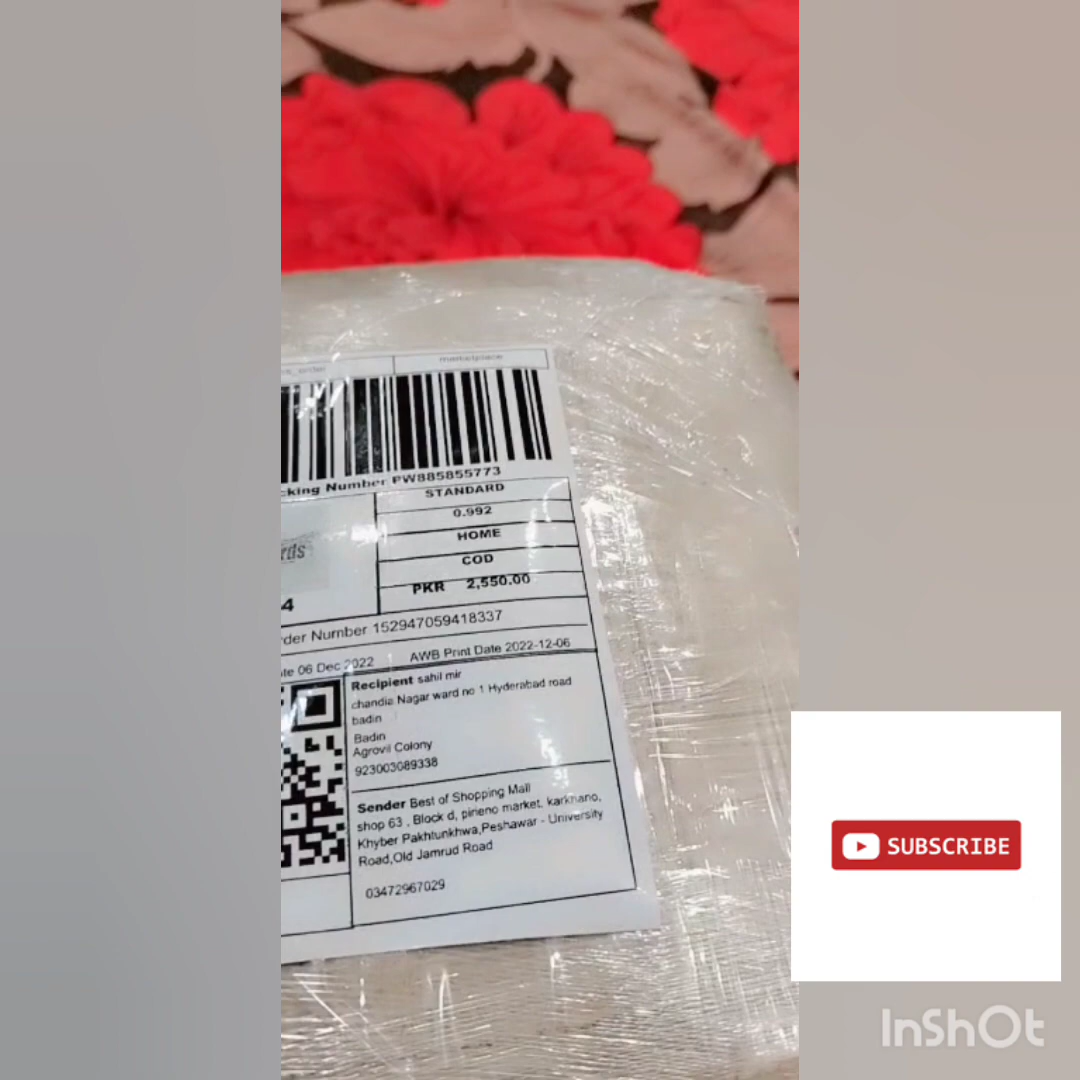 marketplace
cking Number PW885855773
STANDARD
0.992
HOME
COD
PKR 2,550.00
rds
4
rder Number 152947059418337
te 06 Dec 2022
AWB Print Date 2022-12-06
Recipient sahil mir
chandia Nagar ward no 1 Hyderabad road
badin
Badin
Agrovil Colony
923003089338
Sender Best of Shopping Mall
shop 63 , Block d, pirieno market, karkhano,
Khyber Pakhtunkhwa,Peshawar - University
Road,Old Jamrud Road
03472967029
SUBSCRIBE
InShOt